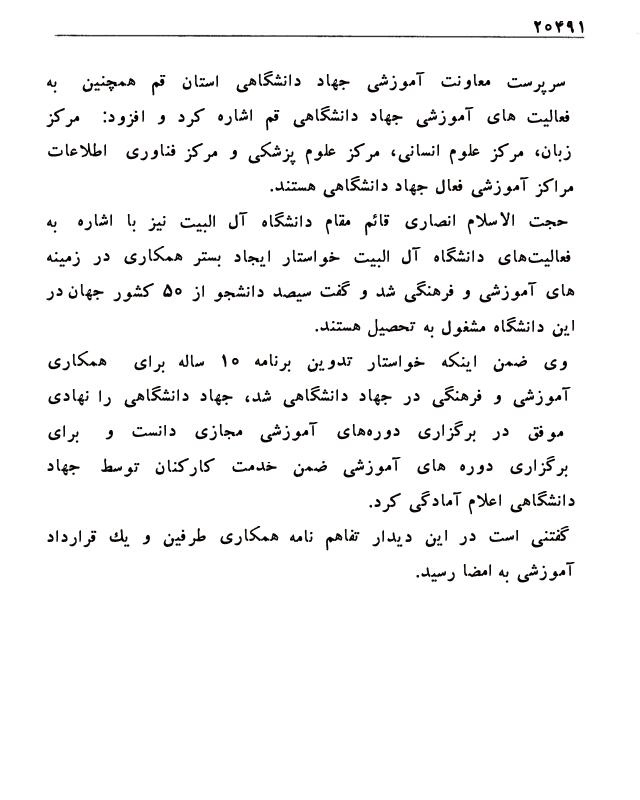 ۲۰۴۹۱
سرپرست معاونت آموزشی جهاد دانشگاهی استان قم همچنین به
فعالیت های آموزشی جهاد دانشگاهی قم اشاره کرد و افزود: مرکز
زبان، مرکز علوم انسانی، مرکز علوم پزشکی و مرکز فناوری اطلاعات
مراکز آموزشی فعال جهاد دانشگاهی هستند.
حجت الاسلام انصاری قائم مقام دانشگاه آل البیت نیز با اشاره به
فعالیت‌های دانشگاه آل البیت خواستار ایجاد بستر همکاری در زمینه
های آموزشی و فرهنگی شد و گفت سیصد دانشجو از ۵۰ کشور جهان در
این دانشگاه مشغول به تحصیل هستند.
وی ضمن اینکه خواستار تدوین برنامه ۱۰ ساله برای همکاری
آموزشی و فرهنگی در جهاد دانشگاهی شد، جهاد دانشگاهی را نهادی
موفق در برگزاری دوره‌های آموزشی مجازی دانست و برای
برگزاری دوره های آموزشی ضمن خدمت کارکنان توسط جهاد
دانشگاهی اعلام آمادگی کرد.
گفتنی است در این دیدار تفاهم نامه همکاری طرفین و یك قرارداد
آموزشی به امضا رسید.